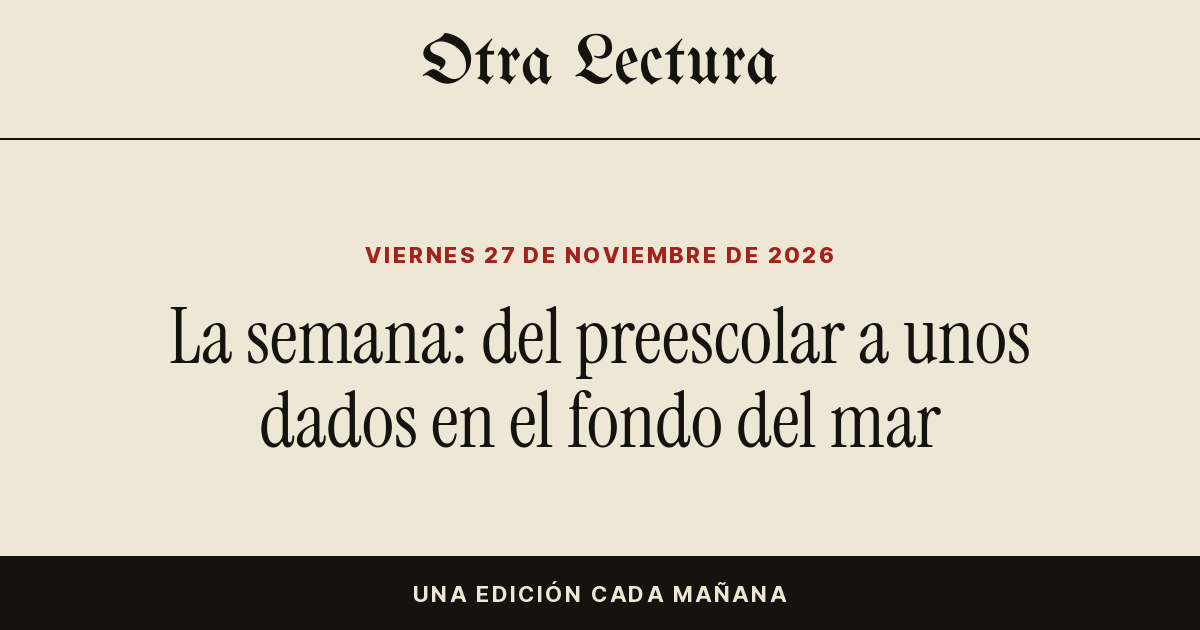 Otra Lectura
VIERNES 27 DE NOVIEMBRE DE 2026
La semana: del preescolar a unos
dados en el fondo del mar
UNA EDICIÓN CADA MAÑANA